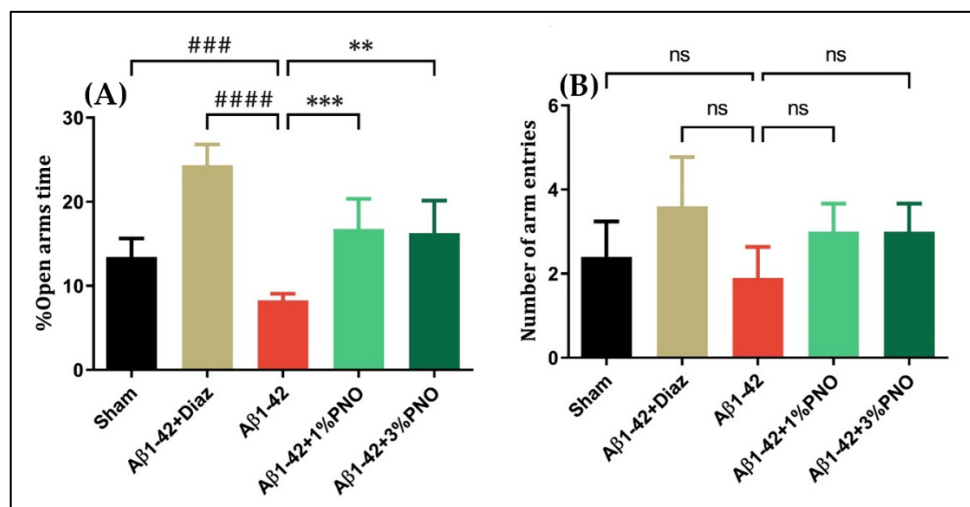 ### **
(A)
#### ***
%Open arms time
30
20
10
0
Sham
Aβ1-42+Diaz
Aβ1-42
Aβ1-42+1%PNO
Aβ1-42+3%PNO
ns ns
(B)
ns ns
Number of arm entries
6
4
2
0
Sham
Aβ1-42+Diaz
Aβ1-42
Aβ1-42+1%PNO
Aβ1-42+3%PNO